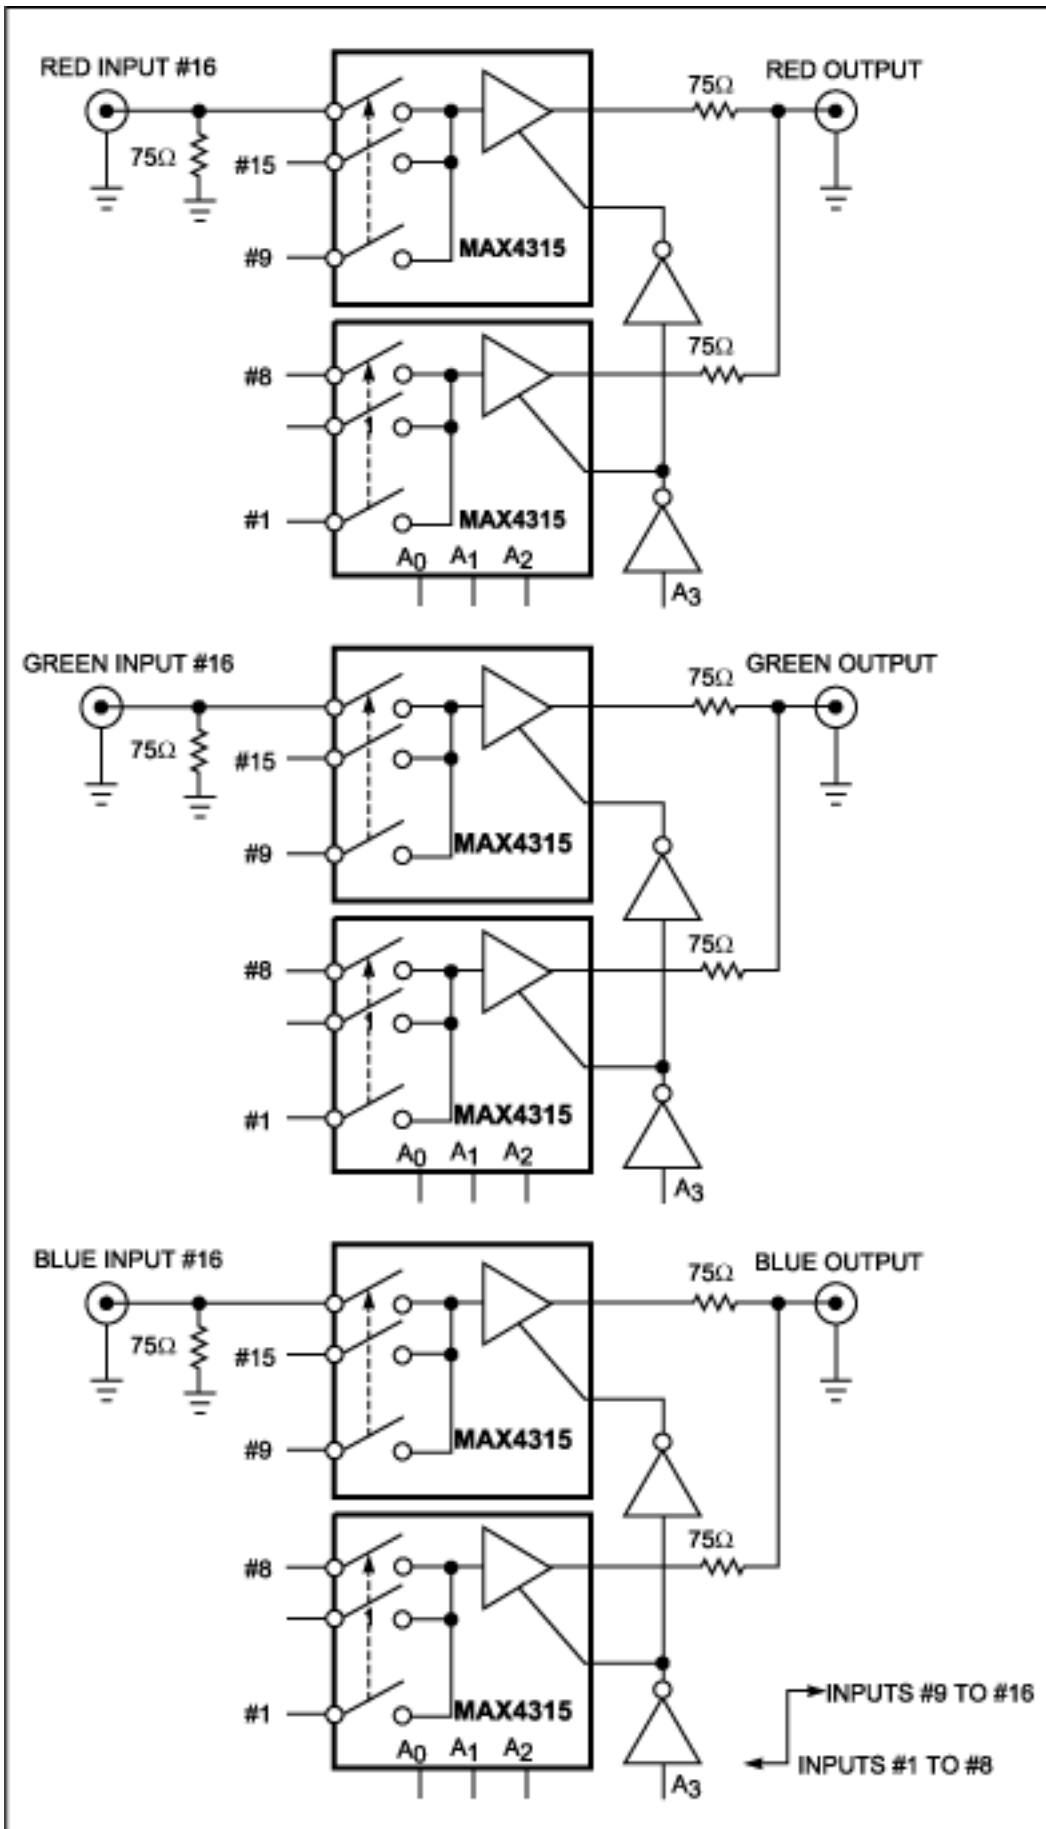 RED INPUT #16
RED OUTPUT
75Ω
75Ω
#15
#9
MAX4315
75Ω
#8
#1
MAX4315
A0 A1 A2
A3
GREEN INPUT #16
GREEN OUTPUT
75Ω
75Ω
#15
#9
MAX4315
75Ω
#8
#1
MAX4315
A0 A1 A2
A3
BLUE INPUT #16
BLUE OUTPUT
75Ω
75Ω
#15
#9
MAX4315
75Ω
#8
#1
MAX4315
A0 A1 A2
A3
INPUTS #9 TO #16
INPUTS #1 TO #8